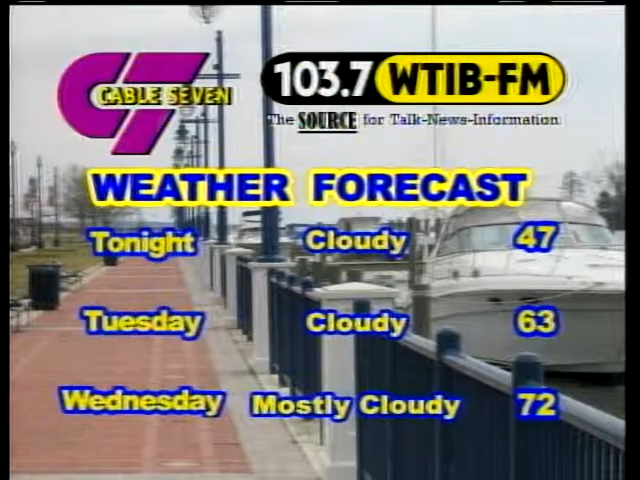 C7
CABLE SEVEN
103.7 WTIB-FM
The SOURCE for Talk-News-Information
WEATHER FORECAST
Tonight Cloudy 47
Tuesday Cloudy 63
Wednesday Mostly Cloudy 72